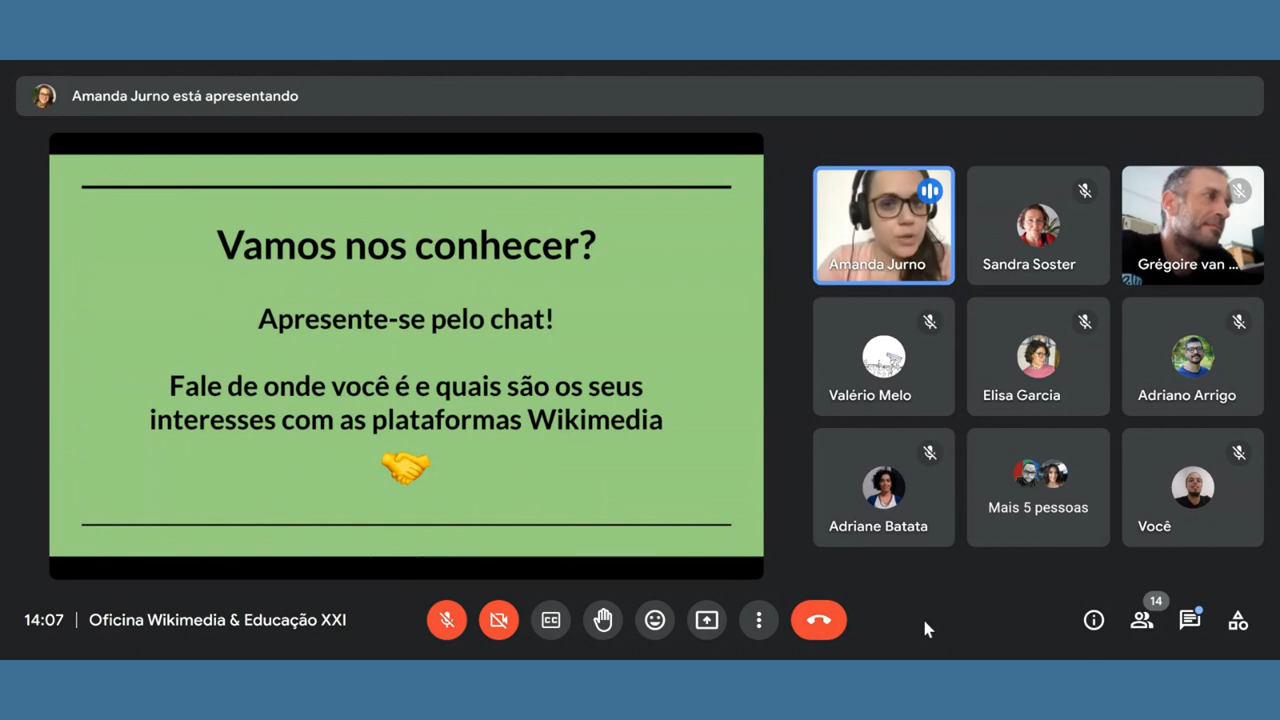 Amanda Jurno está apresentando
Vamos nos conhecer?
Apresente-se pelo chat!
Fale de onde você é e quais são os seus
interesses com as plataformas Wikimedia
Amanda Jurno
Sandra Soster
Grégoire van ...
Valério Melo
Elisa Garcia
Adriano Arrigo
Adriane Batata
Mais 5 pessoas
Você
14:07 | Oficina Wikimedia & Educação XXI
CC
14